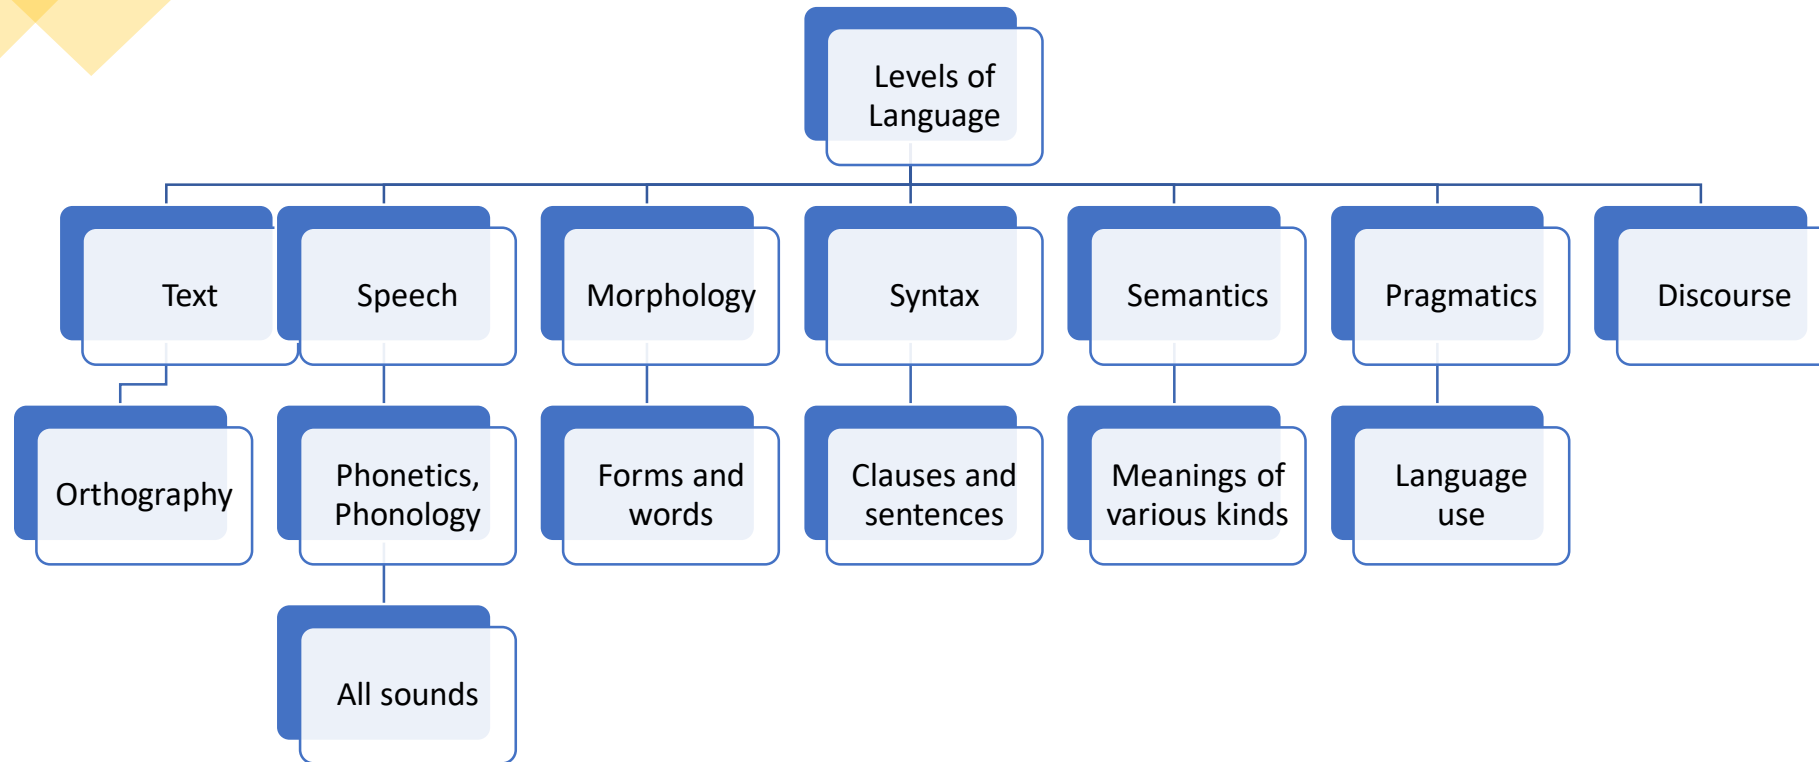 Levels of
Language
Text
Speech
Morphology
Syntax
Semantics
Pragmatics
Discourse
Orthography
Phonetics,
Phonology
Forms and
words
Clauses and
sentences
Meanings of
various kinds
Language
use
All sounds